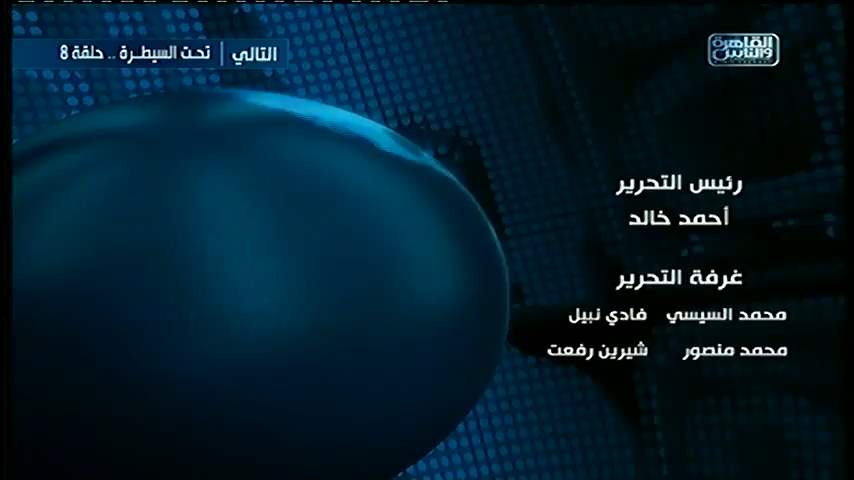 التالي | تحت السيطرة .. حلقة 8
القاهرة
والناس
رئيس التحرير
أحمد خالد
غرفة التحرير
محمد السيسي فادي نبيل
محمد منصور شيرين رفعت